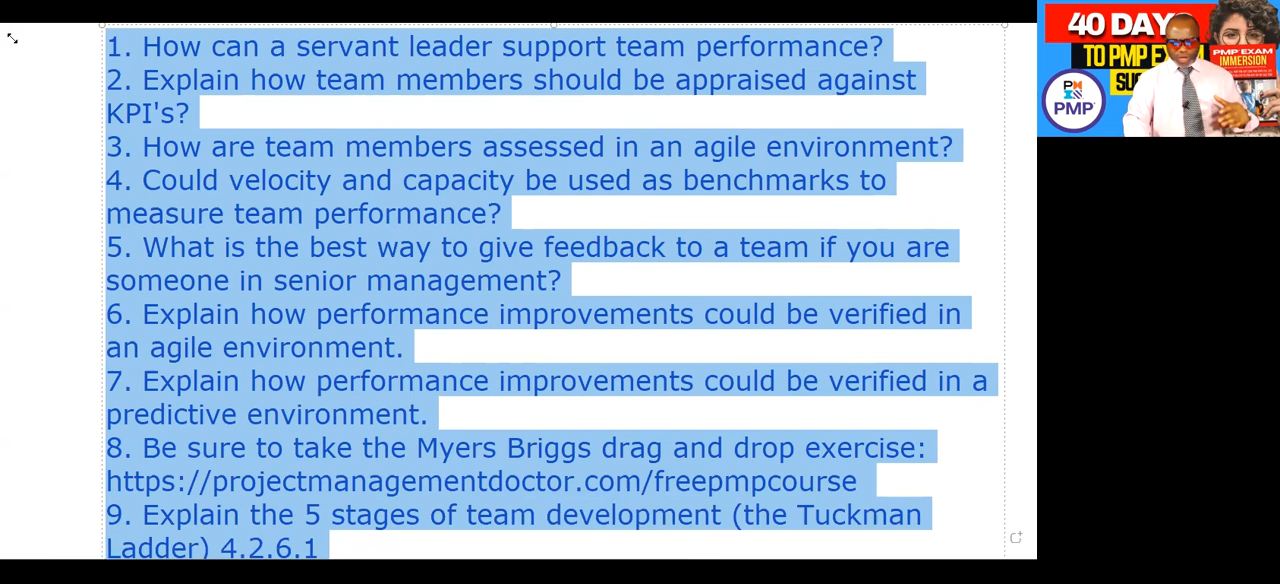 1. How can a servant leader support team performance?
2. Explain how team members should be appraised against
KPI's?
3. How are team members assessed in an agile environment?
4. Could velocity and capacity be used as benchmarks to
measure team performance?
5. What is the best way to give feedback to a team if you are
someone in senior management?
6. Explain how performance improvements could be verified in
an agile environment.
7. Explain how performance improvements could be verified in a
predictive environment.
8. Be sure to take the Myers Briggs drag and drop exercise:
https://projectmanagementdoctor.com/freepmpcourse
9. Explain the 5 stages of team development (the Tuckman
Ladder) 4.2.6.1
40 DAY
TO PMP EX
SU
PMP EXAM
IMMERSION
PMP